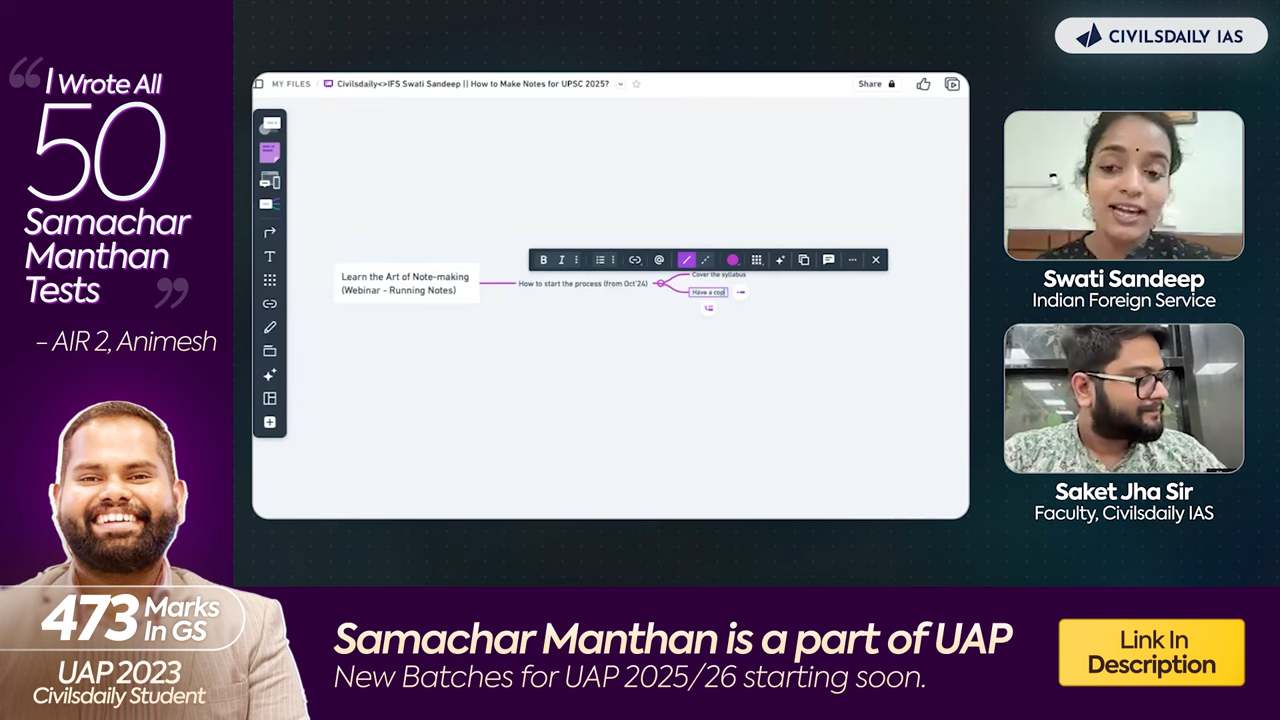 “I Wrote All
50
Samachar
Manthan
Tests”
– AIR 2, Animesh
473 Marks In GS
UAP 2023
Civilsdaily Student
MY FILES / Civilsdaily<>IFS Swati Sandeep || How to Make Notes for UPSC 2025?
Share
B I
Learn the Art of Note-making
(Webinar - Running Notes)
How to start the process (from Oct'24)
Cover the syllabus
Have a cop
CIVILSDAILY IAS
Swati Sandeep
Indian Foreign Service
Saket Jha Sir
Faculty, Civilsdaily IAS
Samachar Manthan is a part of UAP
New Batches for UAP 2025/26 starting soon.
Link In
Description